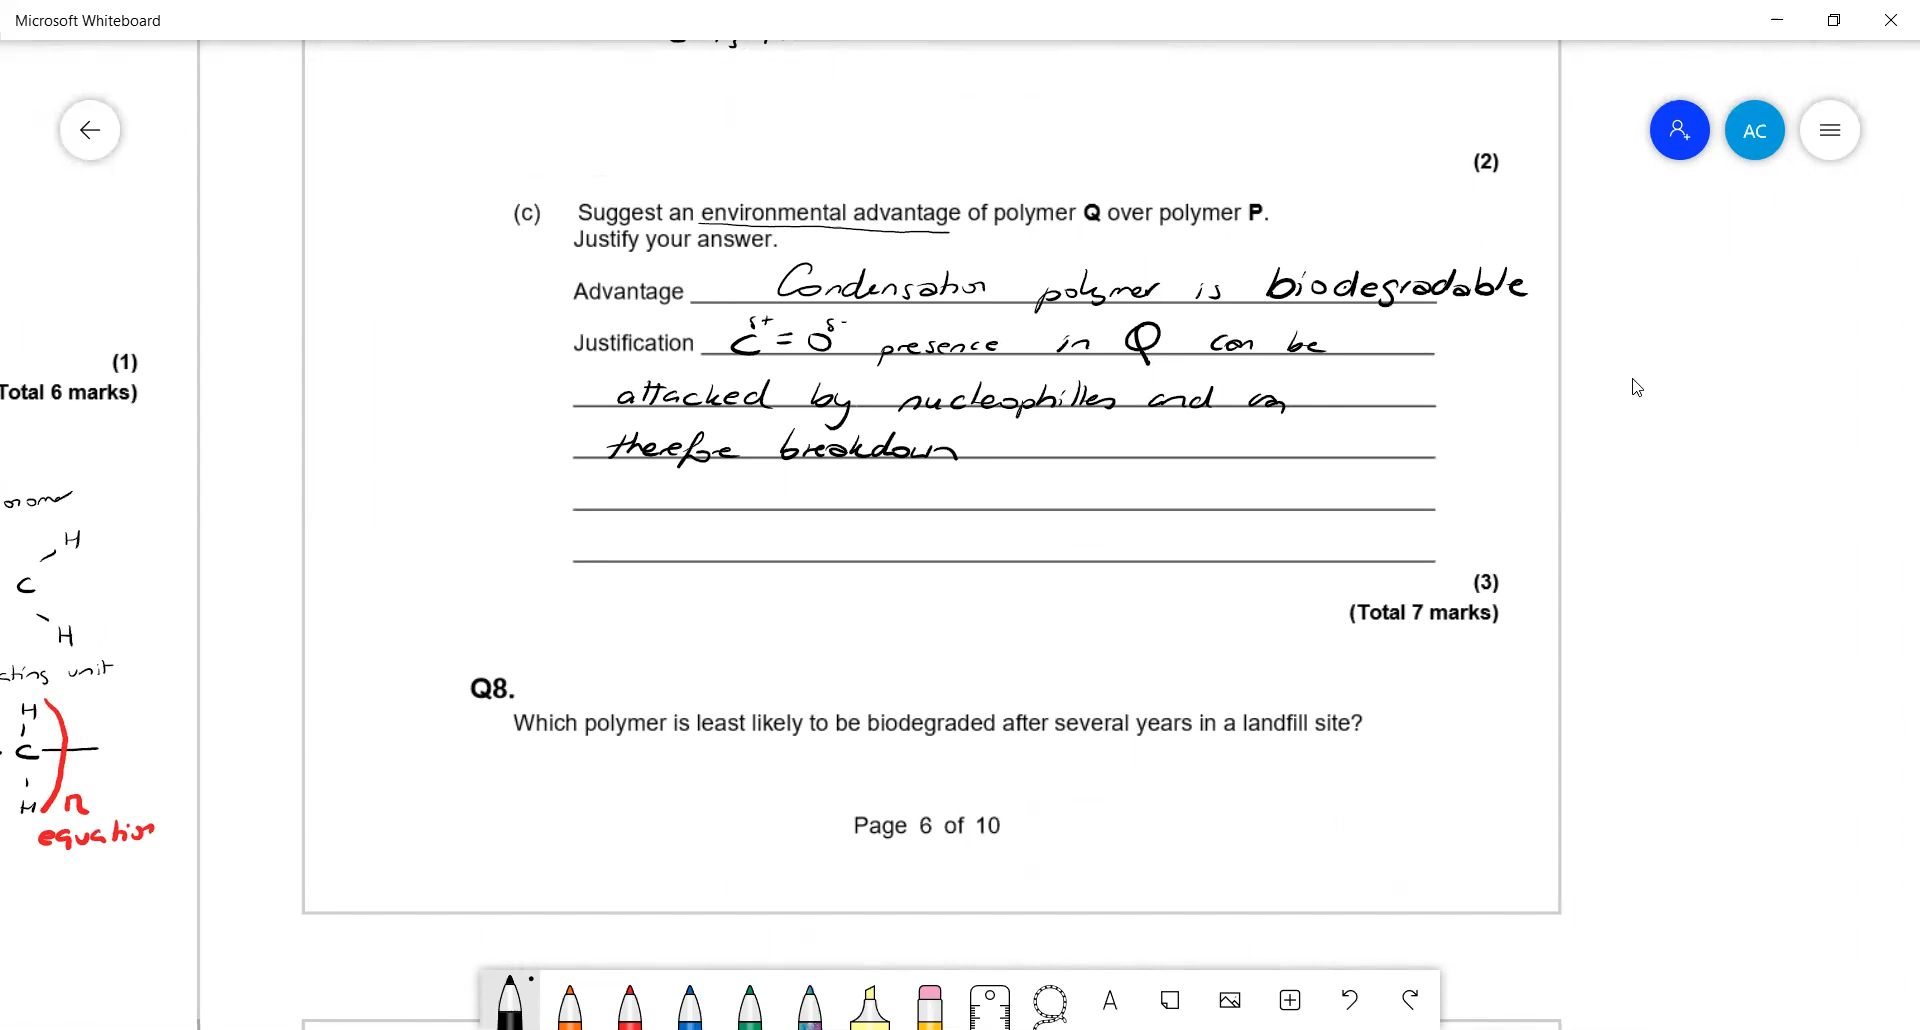 Microsoft Whiteboard
AC
(2)
(c) Suggest an environmental advantage of polymer Q over polymer P.
Justify your answer.
Advantage Condensation polymer is biodegradable
Justification C δ+ = O δ- presence in Q can be
attacked by nucleophilles and can
therefore breakdown
(3)
(Total 7 marks)
Q8.
Which polymer is least likely to be biodegraded after several years in a landfill site?
Page 6 of 10
(1)
Total 6 marks)
H
C
H
unit
H
C
H
n
equation